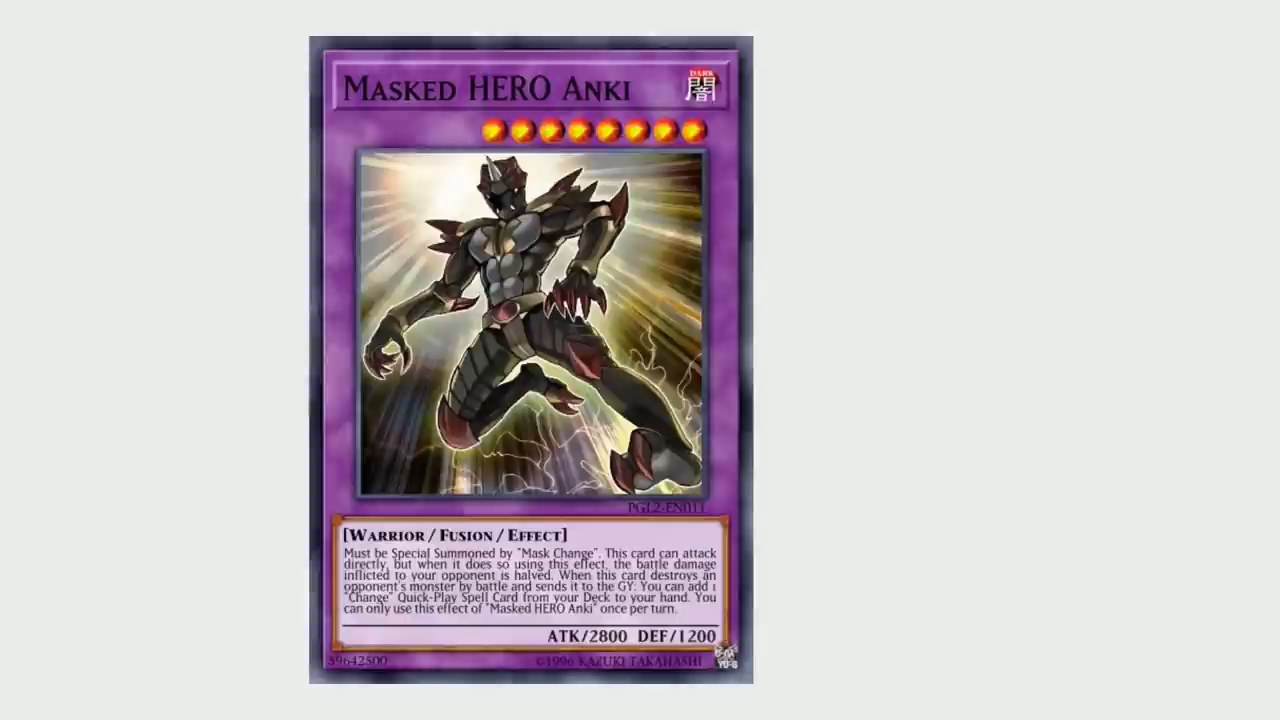 MASKED HERO ANKI
DARK
闇
PGL2-EN011
[WARRIOR / FUSION / EFFECT]
Must be Special Summoned by "Mask Change". This card can attack
directly, but when it does so using this effect, the battle damage
inflicted to your opponent is halved. When this card destroys an
opponent's monster by battle and sends it to the GY: You can add 1
"Change" Quick-Play Spell Card from your Deck to your hand. You
can only use this effect of "Masked HERO Anki" once per turn.
ATK/2800 DEF/1200
59642500
©1996 KAZUKI TAKAHASHI